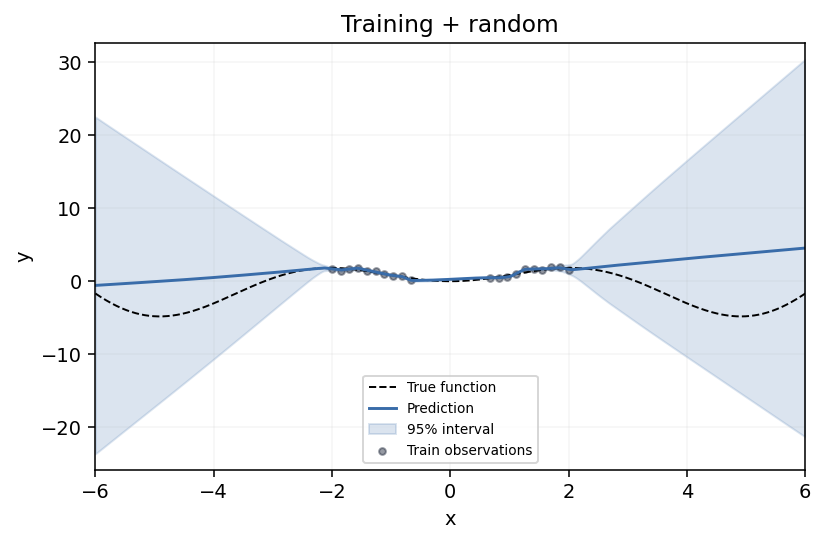 Training + random
30
20
10
0
−10
−20
y
−6
−4
−2
0
2
4
6
x
True function
Prediction
95% interval
Train observations